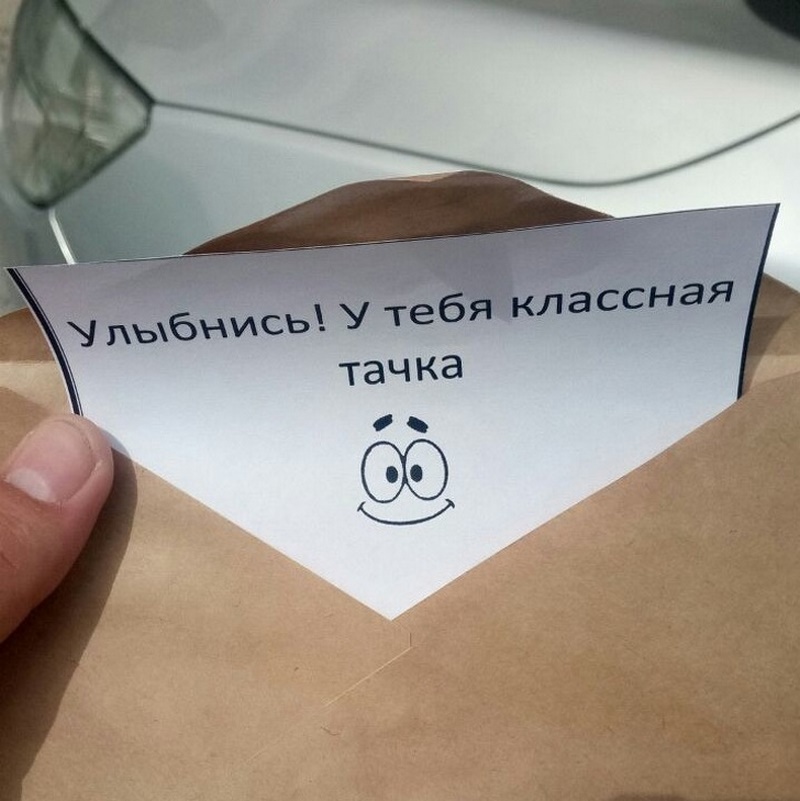 Улыбнись! У тебя классная
тачка